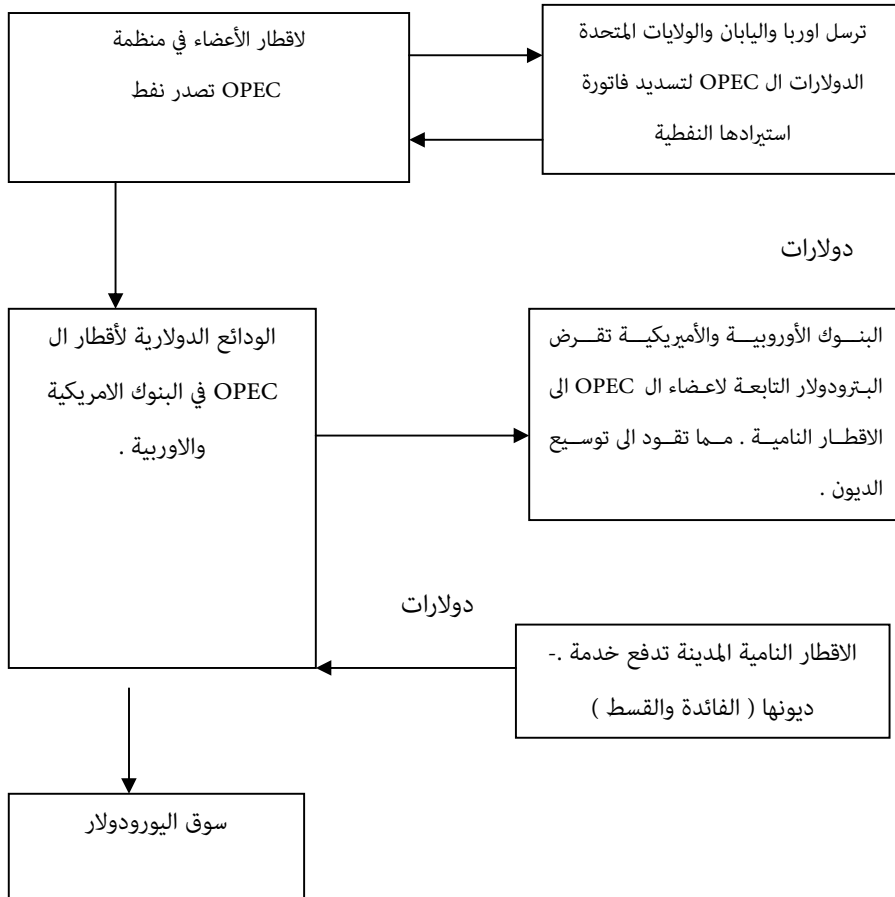 لاقطار الأعضاء في منظمة
OPEC تصدر نفط
ترسل اوربا واليابان والولايات المتحدة
الدولارات ال OPEC لتسديد فاتورة
استيرادها النفطية
دولارات
الودائع الدولارية لأقطار ال
OPEC في البنوك الامريكية
والاوربية .
البنوك الأوروبية والأميريكية تقرض
البترودولار التابعة لاعضاء ال OPEC الى
الاقطار النامية . مما تقود الى توسيع
الديون .
دولارات
الاقطار النامية المدينة تدفع خدمة .-
ديونها ( الفائدة والقسط )
سوق اليورودولار